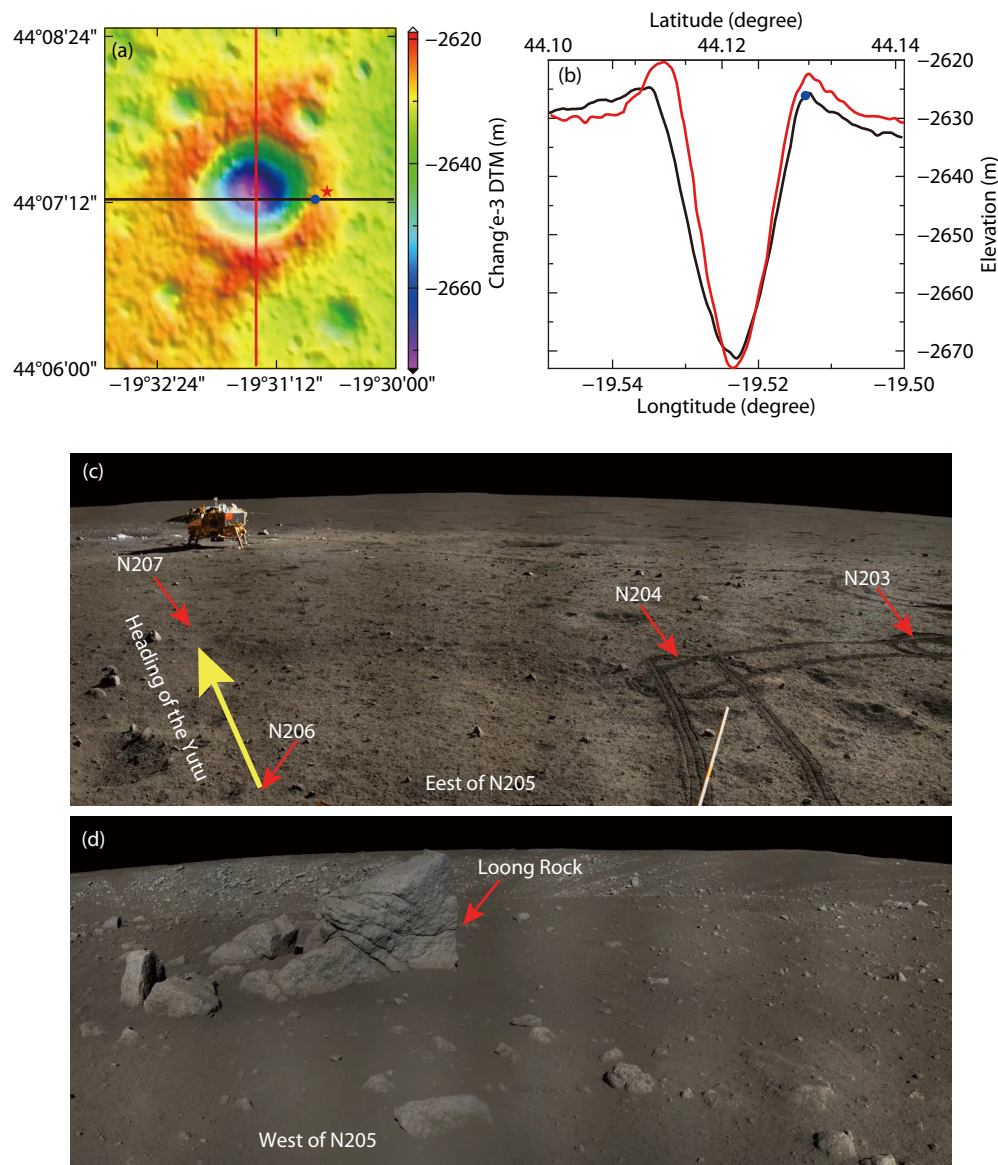 (a)
44°08'24"
44°07'12"
44°06'00"
−19°32'24"
−19°31'12"
−19°30'00"
−2620
−2640
−2660
Chang'e-3 DTM (m)
Latitude (degree)
44.10
44.12
44.14
(b)
−2620
−2630
−2640
−2650
−2660
−2670
Elevation (m)
−19.54
−19.52
−19.50
Longtitude (degree)
(c)
N207
N204
N203
Heading of the Yutu
N206
Eest of N205
(d)
Loong Rock
West of N205